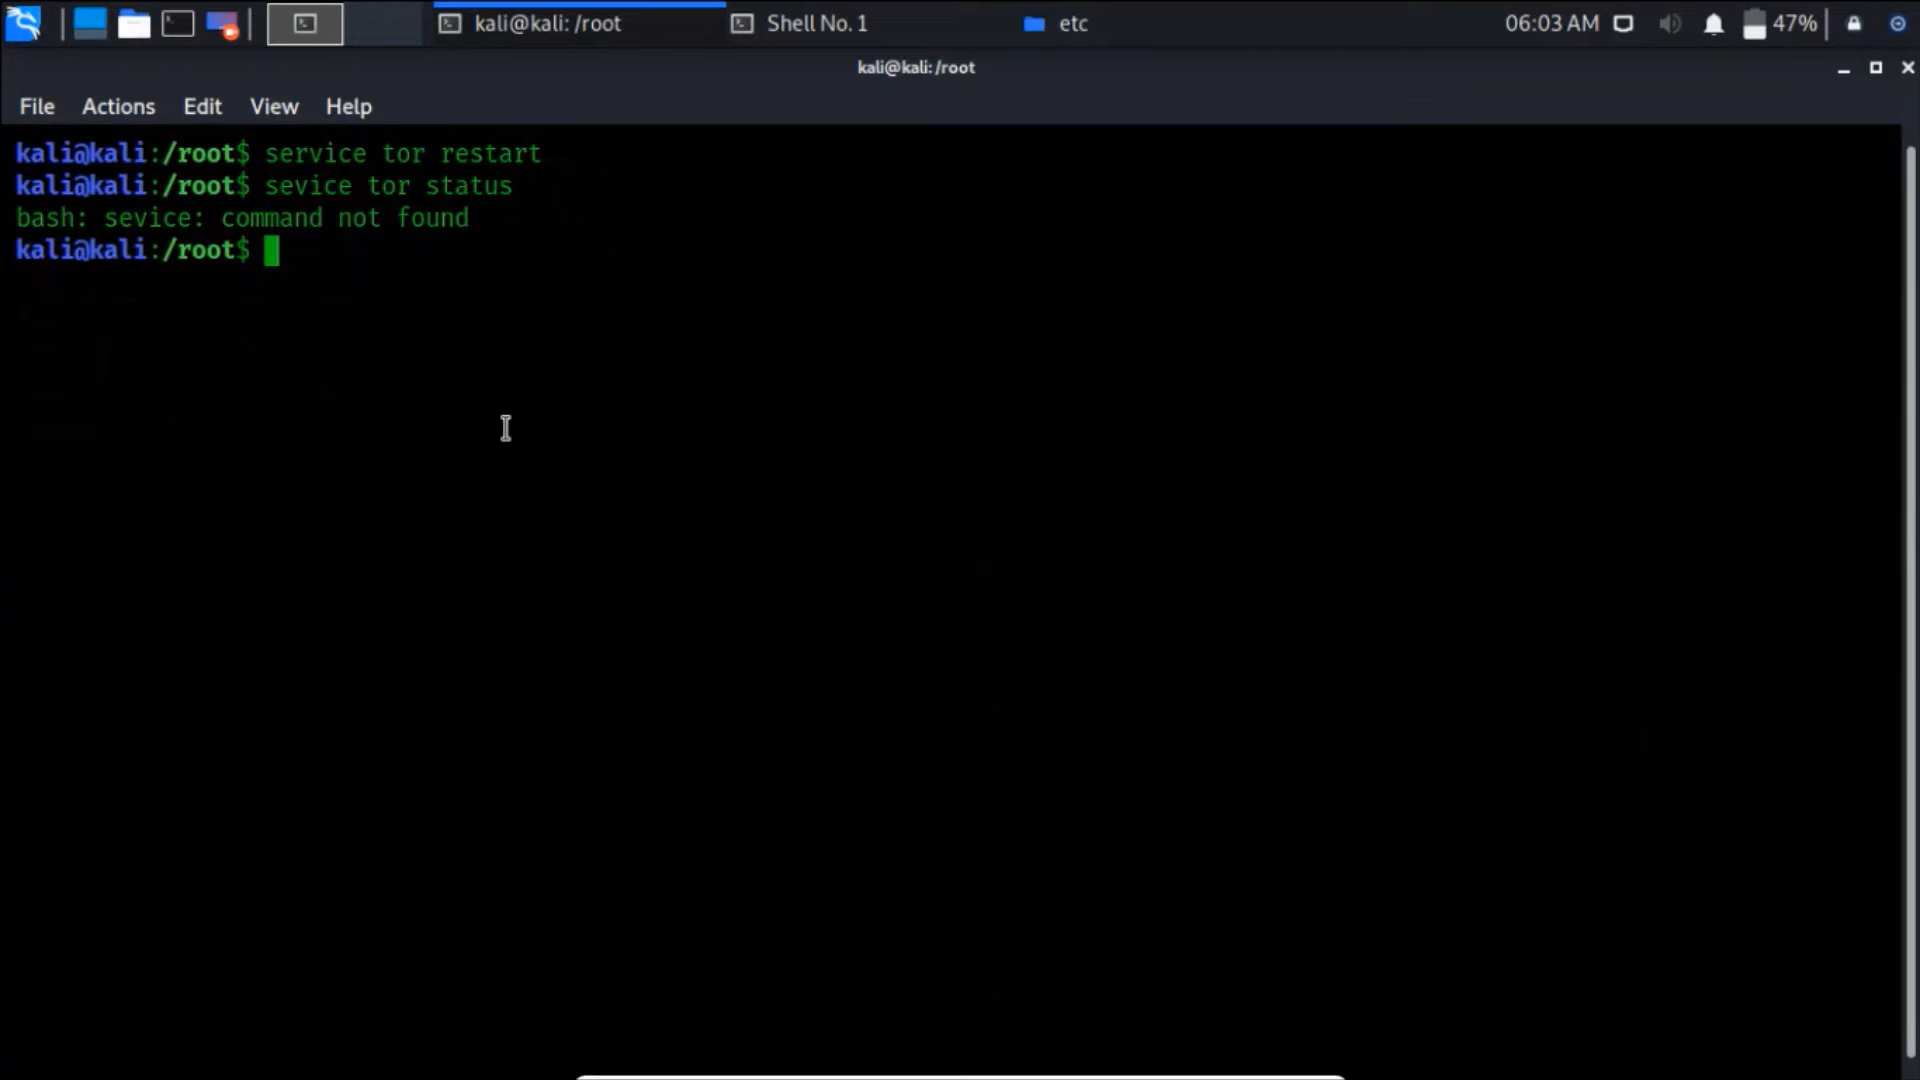 kali@kali: /root
Shell No. 1
etc
06:03 AM
47%
kali@kali:/root
File Actions Edit View Help
kali@kali:/root$ service tor restart
kali@kali:/root$ sevice tor status
bash: sevice: command not found
kali@kali:/root$